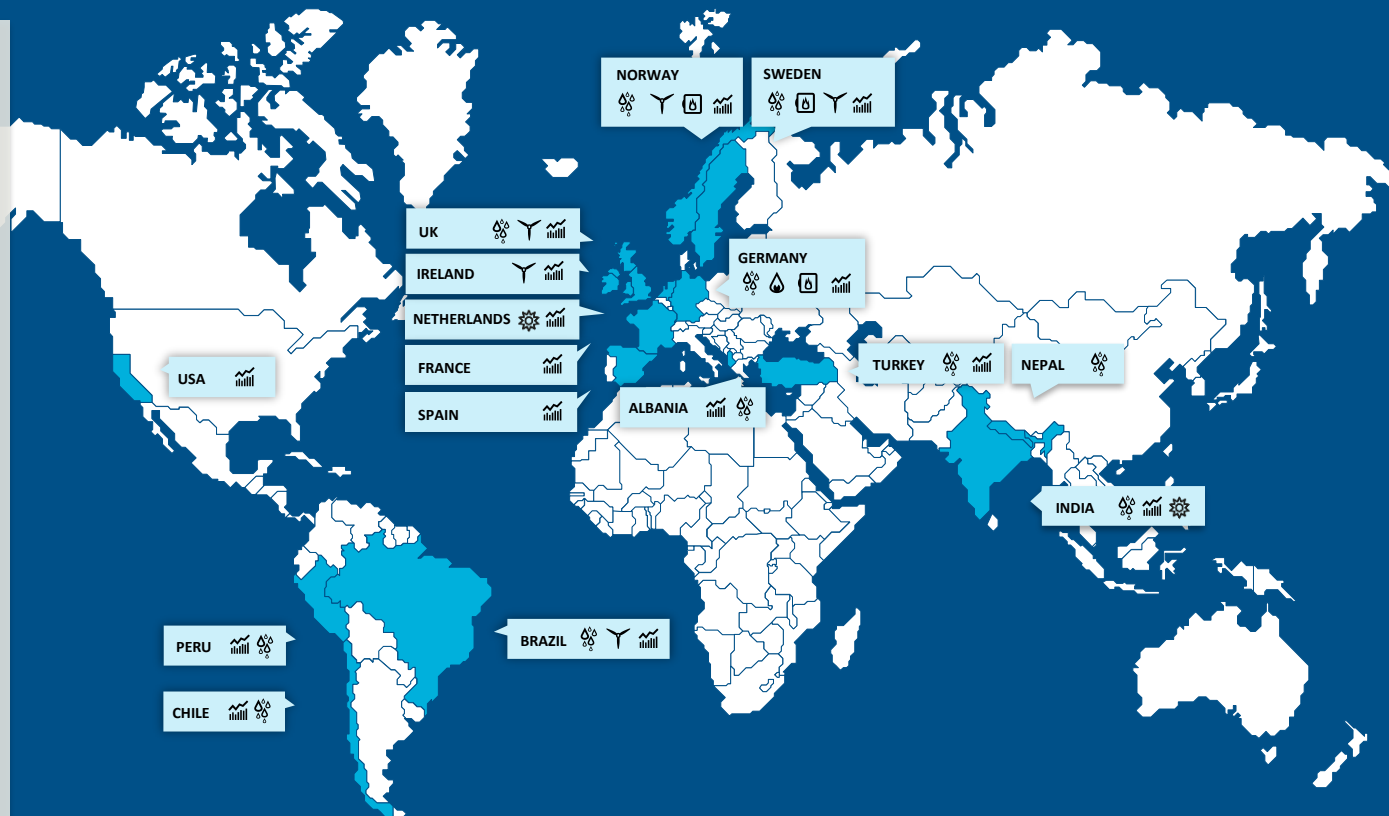 NORWAY
SWEDEN
UK
IRELAND
NETHERLANDS
FRANCE
SPAIN
GERMANY
USA
ALBANIA
TURKEY
NEPAL
INDIA
PERU
BRAZIL
CHILE